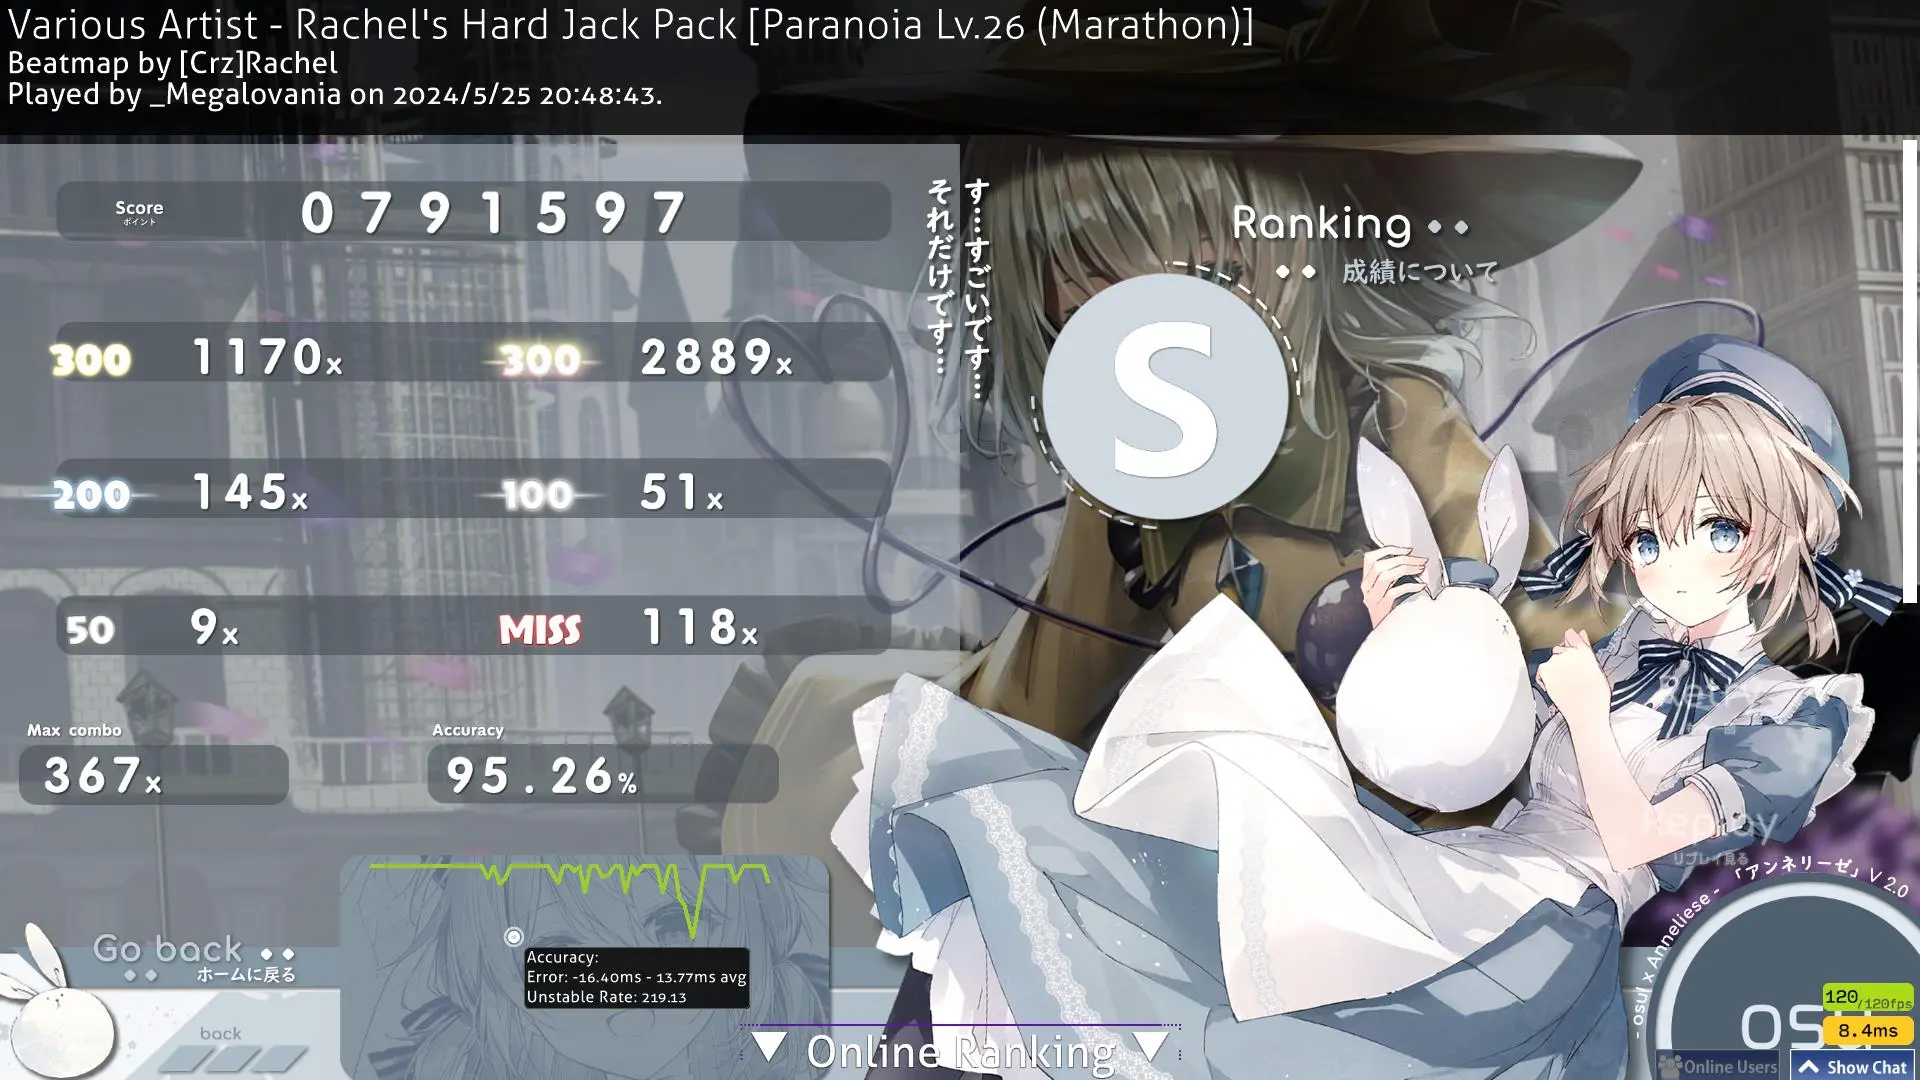 Various Artist - Rachel's Hard Jack Pack [Paranoia Lv.26 (Marathon)]
Beatmap by [Crz]Rachel
Played by _Megalovania on 2024/5/25 20:48:43.
Score
ポイント
0791597
す…すごいです…
それだけです…
Ranking
成績について
S
300 1170x 300 2889x
200 145x 100 51x
50 9x MISS 118x
Max combo
367x
Accuracy
95.26%
Replay
リプレイ見る
- osu! x Anneliese - 「アンネリーゼ」 V 2.0
Go back
ホームに戻る
back
Accuracy:
Error: -16.40ms - 13.77ms avg
Unstable Rate: 219.13
Online Ranking
120/120fps
8.4ms
Online Users
Show Chat